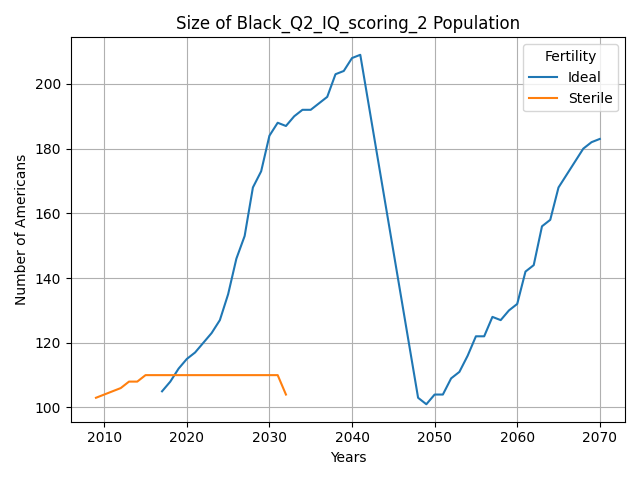 Size of Black_Q2_IQ_scoring_2 Population
Number of Americans
200
180
160
140
120
100
Fertility
Ideal
Sterile
2010 2020 2030 2040 2050 2060 2070
Years